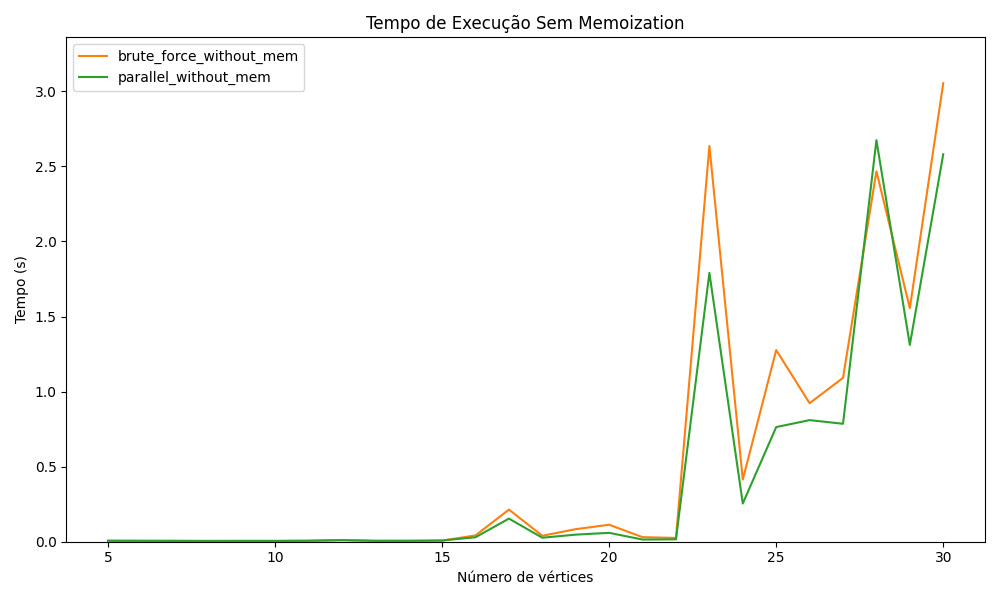 Tempo de Execução Sem Memoization
brute_force_without_mem
parallel_without_mem
3.0
2.5
2.0
1.5
1.0
0.5
0.0
Tempo (s)
5
10
15
20
25
30
Número de vértices